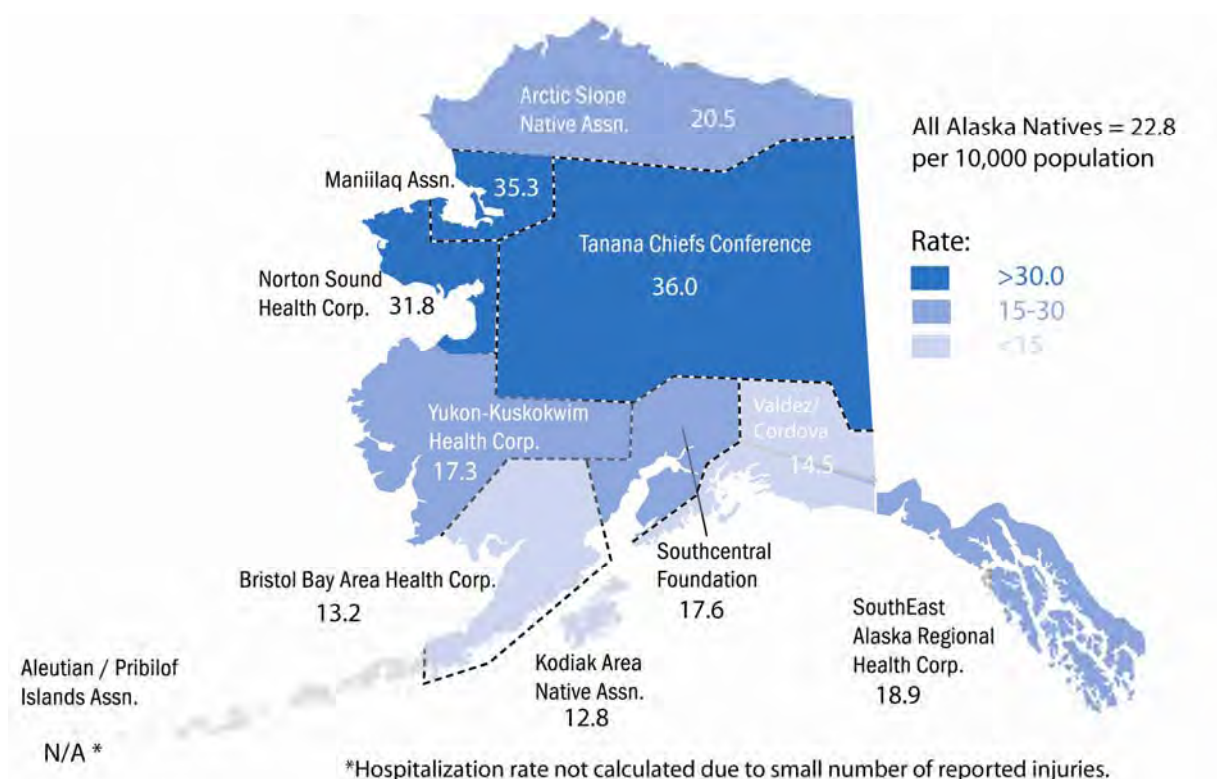 Arctic Slope
Native Assn.
20.5
All Alaska Natives = 22.8
per 10,000 population
Maniilaq Assn.
35.3
Tanana Chiefs Conference
36.0
Rate:
>30.0
15-30
<15
Norton Sound
Health Corp.
31.8
Yukon-Kuskokwim
Health Corp.
17.3
Valdez/
Cordova
14.5
Southcentral
Foundation
17.6
Bristol Bay Area Health Corp.
13.2
SouthEast
Alaska Regional
Health Corp.
18.9
Kodiak Area
Native Assn.
12.8
Aleutian / Pribilof
Islands Assn.
N/A *
*Hospitalization rate not calculated due to small number of reported injuries.